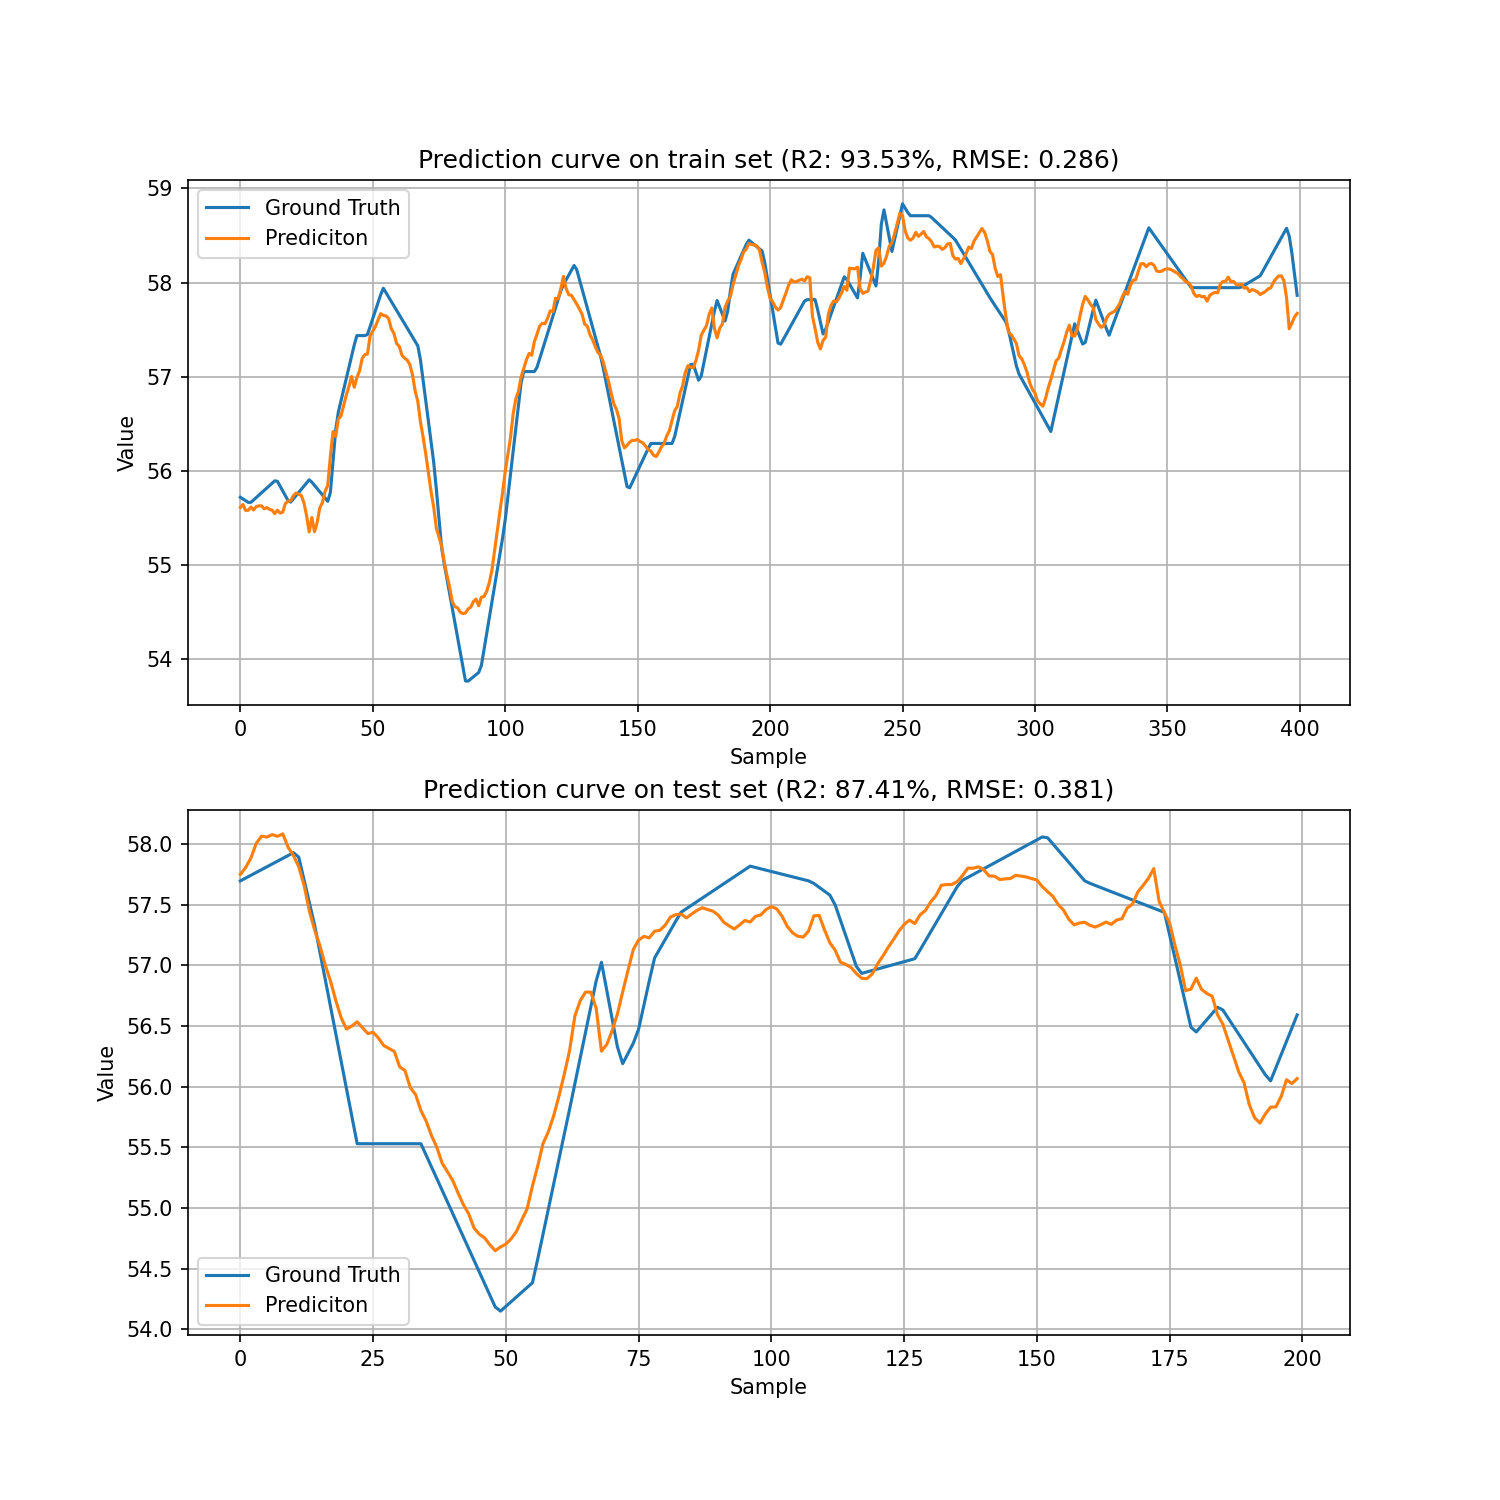 Prediction curve on train set (R2: 93.53%, RMSE: 0.286)
59
58
57
56
55
54
Value
Ground Truth
Prediciton
0 50 100 150 200 250 300 350 400
Sample
Prediction curve on test set (R2: 87.41%, RMSE: 0.381)
58.0
57.5
57.0
56.5
56.0
55.5
55.0
54.5
54.0
Value
Ground Truth
Prediciton
0 25 50 75 100 125 150 175 200
Sample